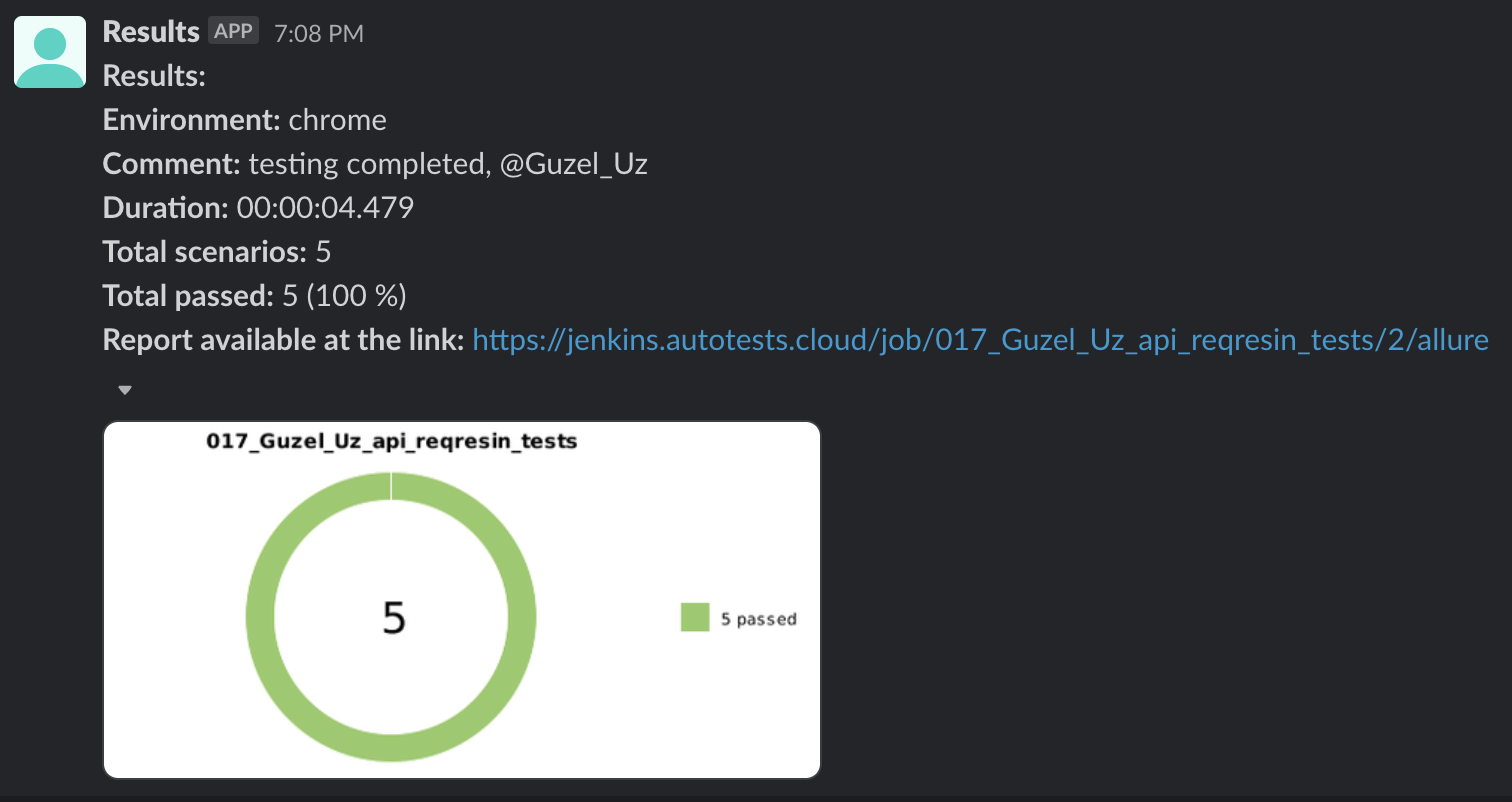 Results APP 7:08 PM
Results:
Environment: chrome
Comment: testing completed, @Guzel_Uz
Duration: 00:00:04.479
Total scenarios: 5
Total passed: 5 (100 %)
Report available at the link: https://jenkins.autotests.cloud/job/017_Guzel_Uz_api_reqresin_tests/2/allure
017_Guzel_Uz_api_reqresin_tests
5
5 passed